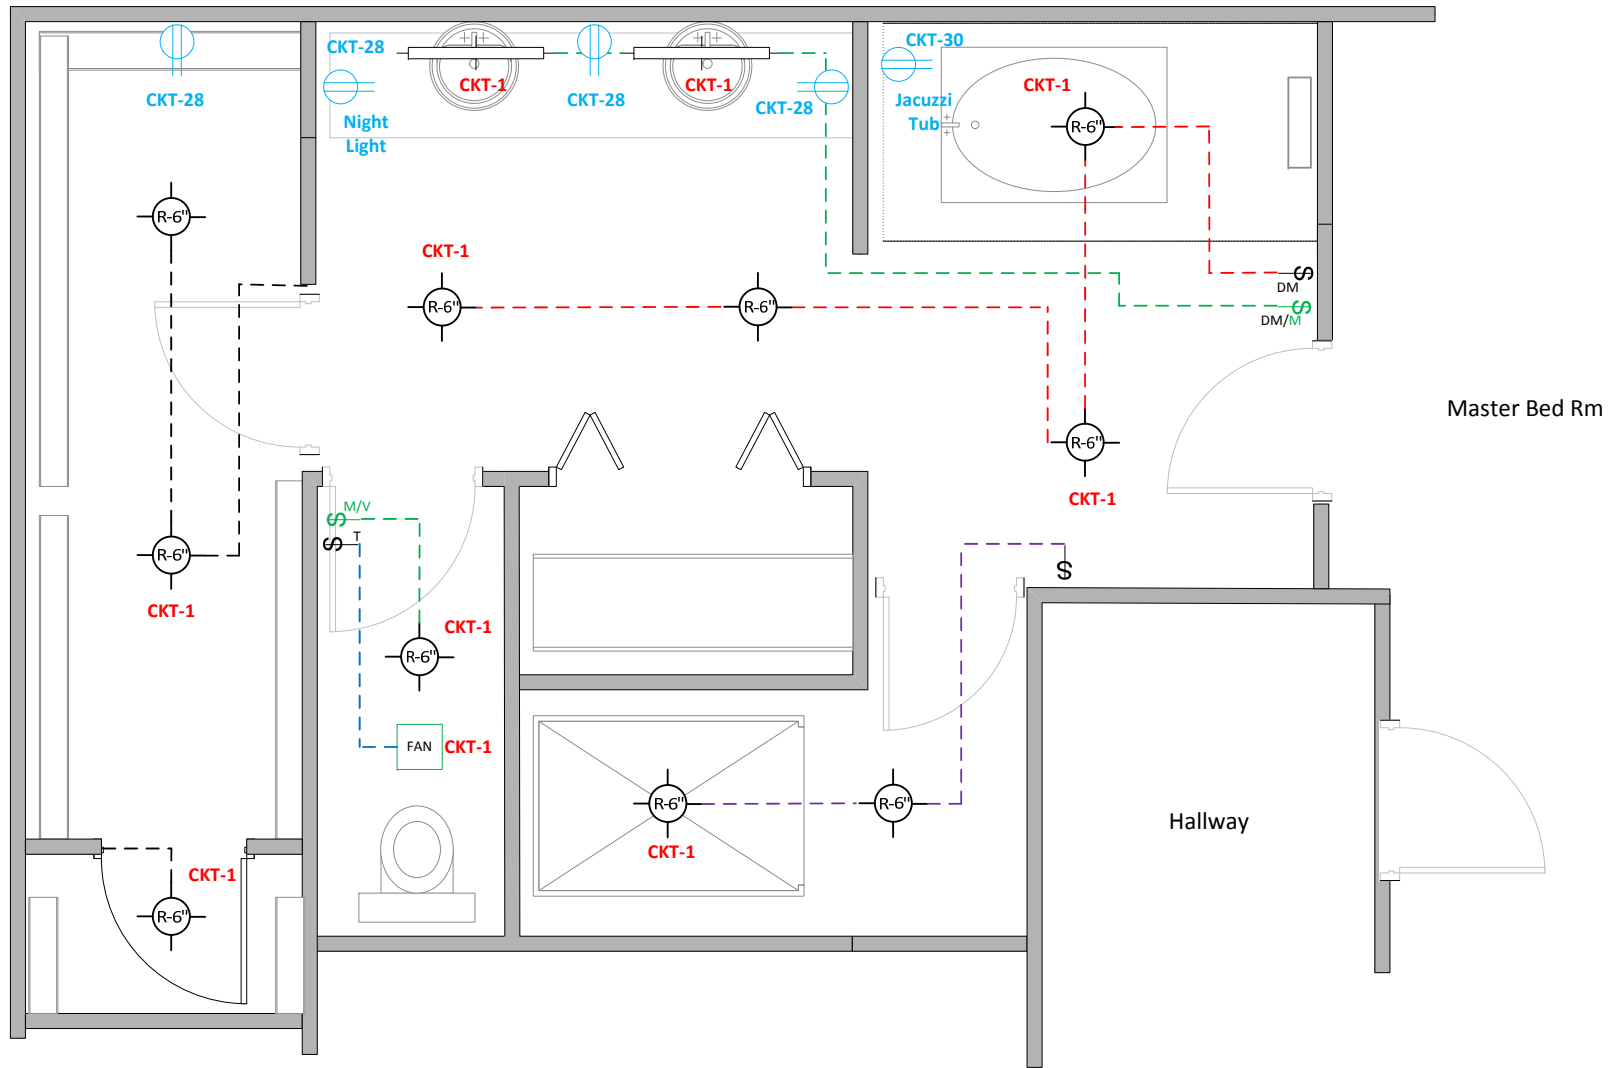 CKT-28
CKT-28
CKT-1
CKT-28
CKT-1
CKT-28
CKT-30
CKT-1
Night
Light
Jacuzzi
Tub
R-6"
R-6"
CKT-1
R-6"
R-6"
$
DM
$
DM/M
Master Bed Rm
R-6"
CKT-1
$
M/V
$
T
$
R-6"
CKT-1
CKT-1
R-6"
FAN
CKT-1
R-6"
CKT-1
R-6"
Hallway
CKT-1
R-6"